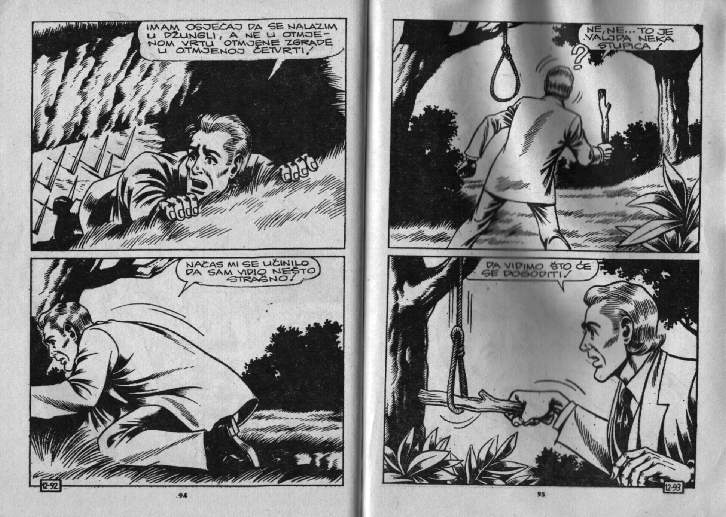 IMAM OSJEĆAJ DA SE NALAZIM
U DŽUNGLI, A NE U OTMJE-
NOM VRTU OTMJENE ZGRADE
U OTMJENOJ ČETVRTI!
NAČAS MI SE UČINILO
DA SAM VIDIO NEŠTO
STRAŠNO!
12-92
94
?
NE, NE... TO JE
VALJDA NEKA
STUPICA!
DA VIDIMO ŠTO ĆE
SE DOGODITI!
95
12-93